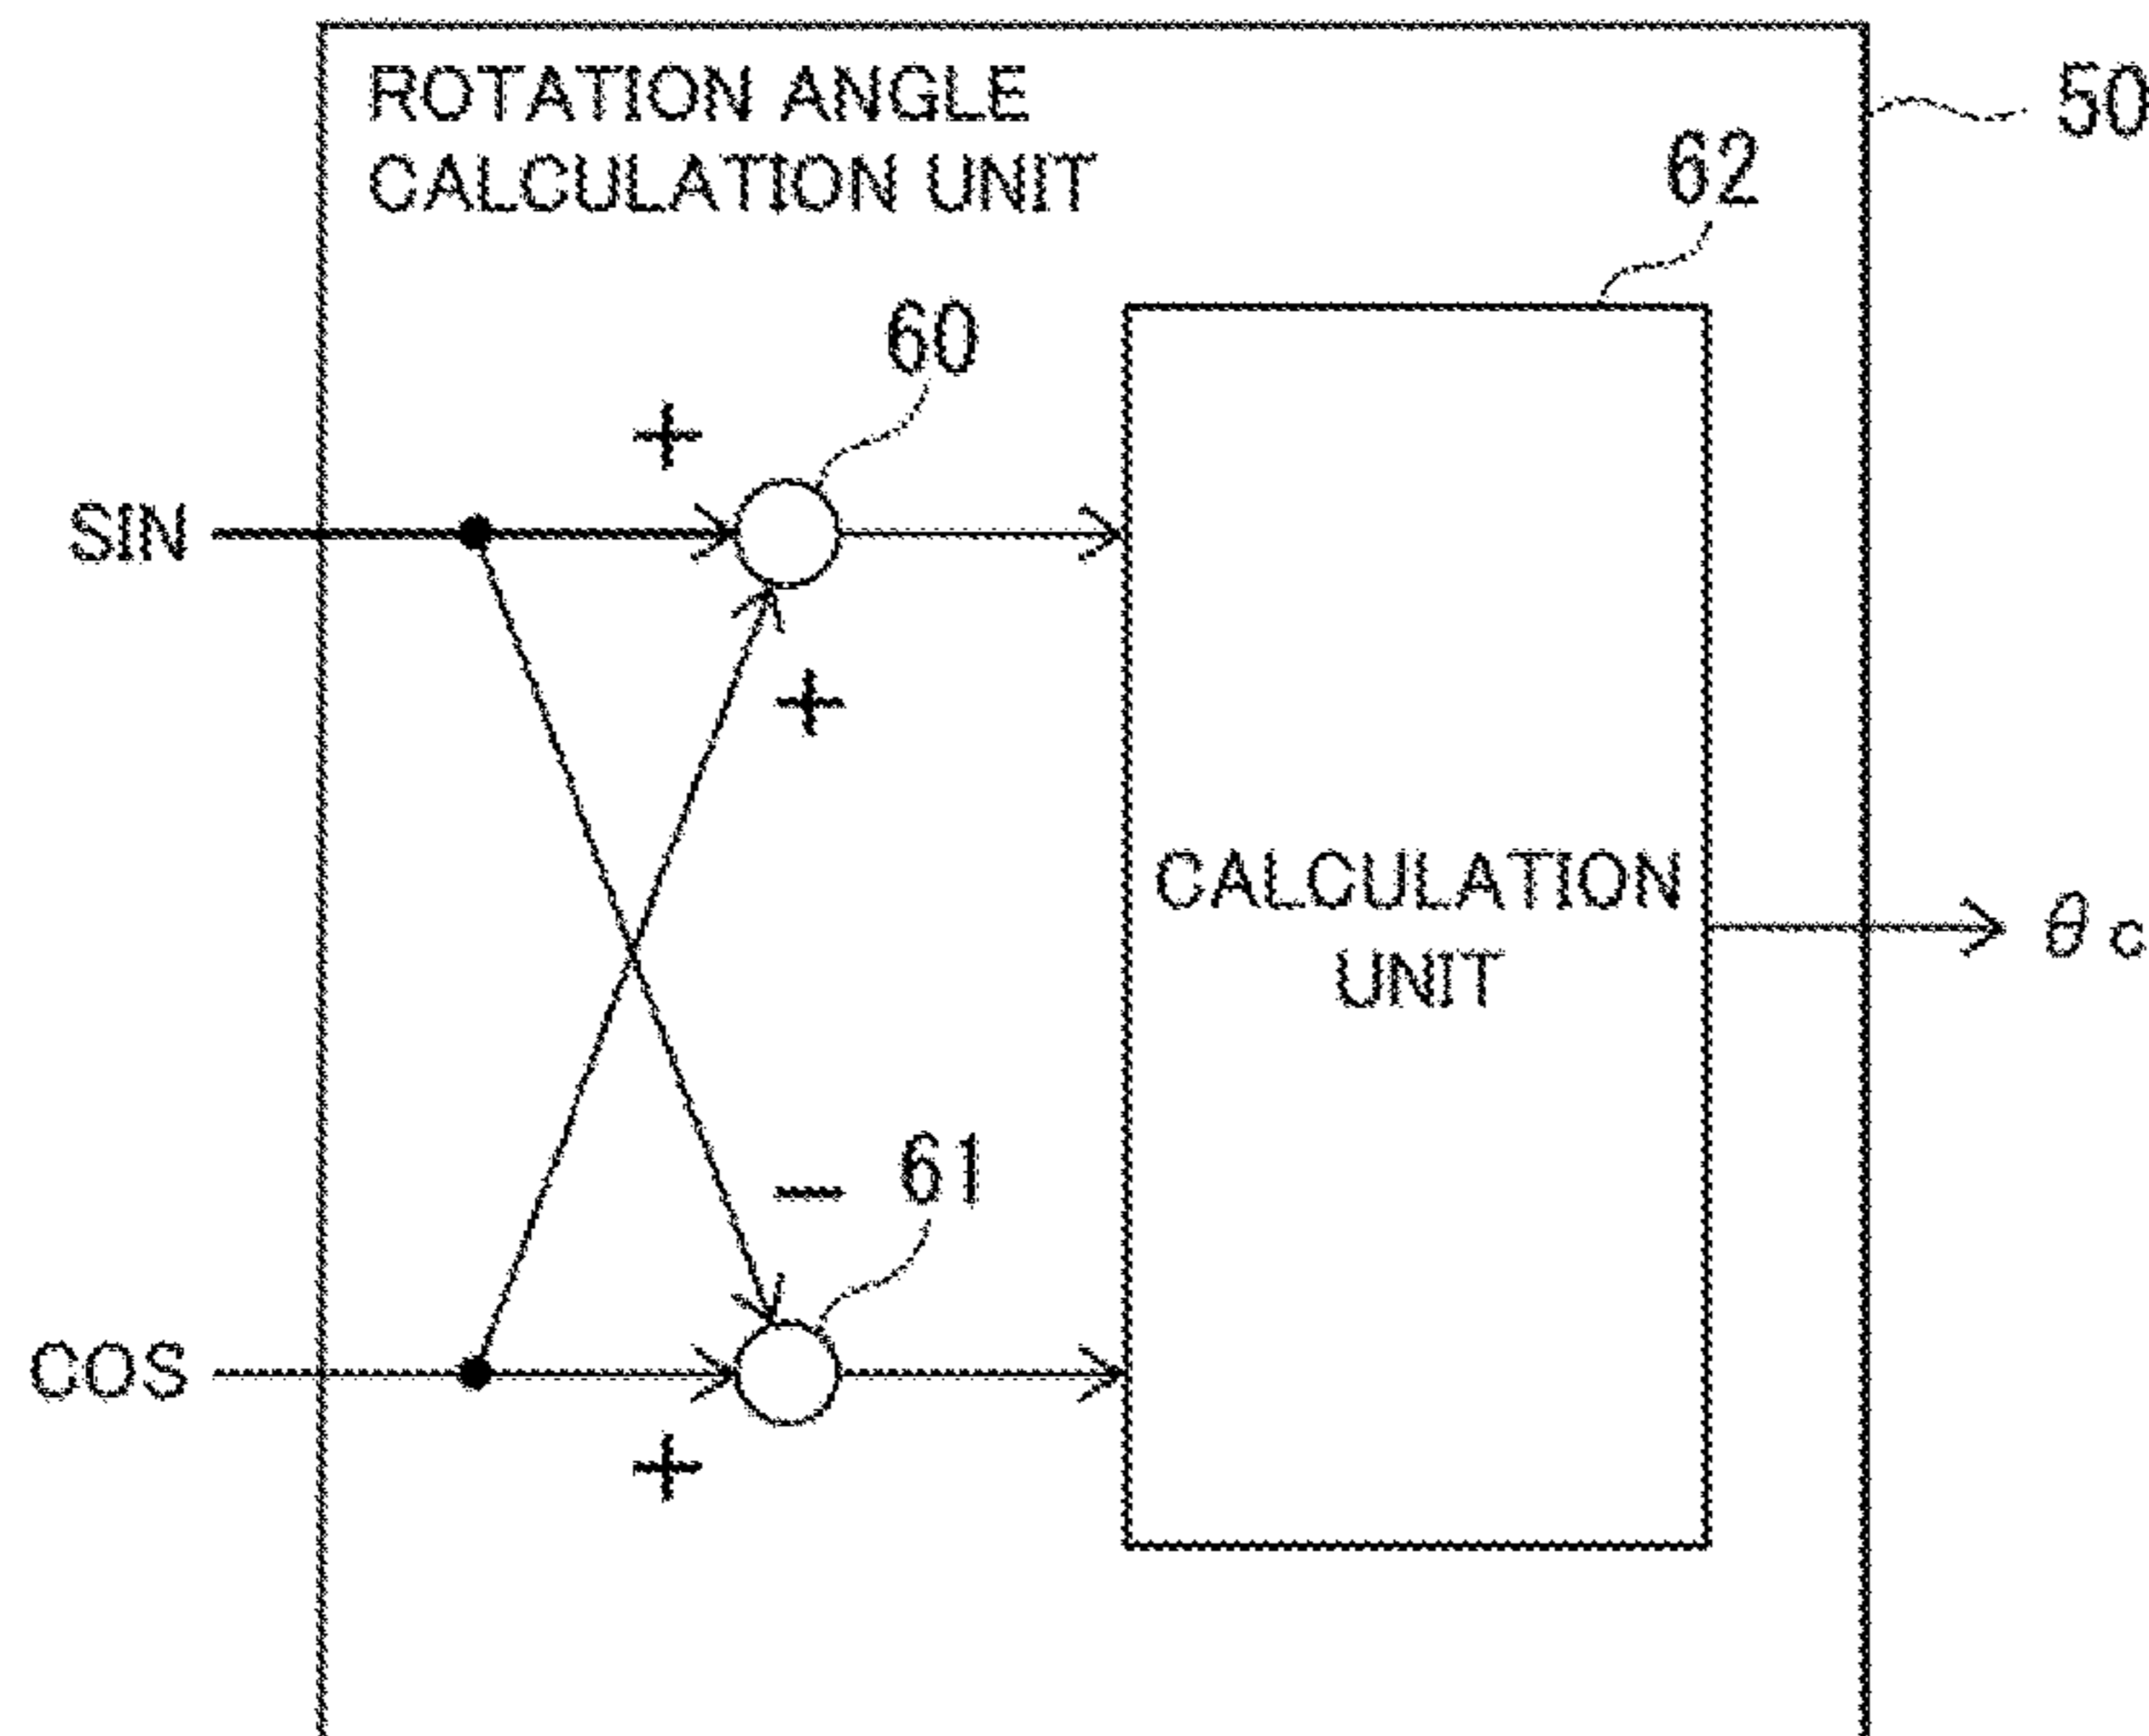 ROTATION ANGLE
CALCULATION UNIT
50
62
60
+
SIN
+
CALCULATION
UNIT
θc
− 61
COS
+